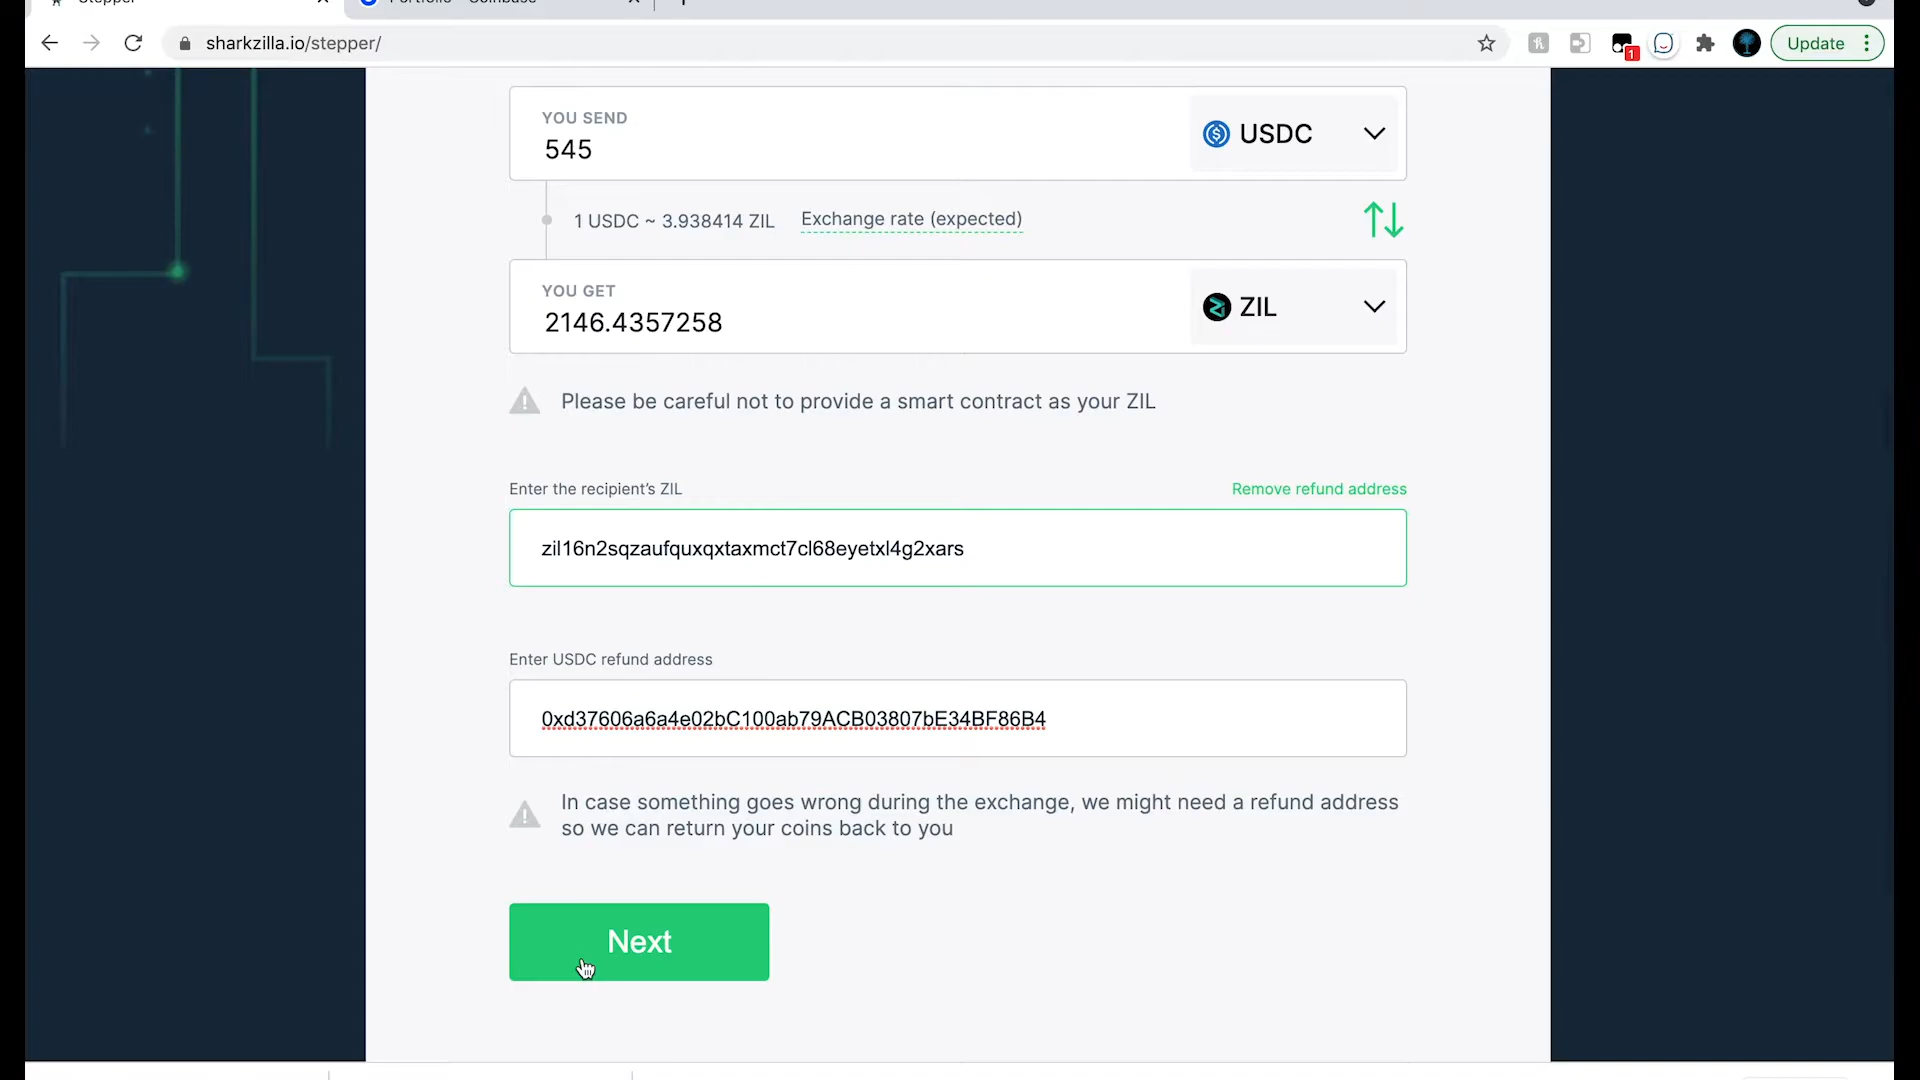 sharkzilla.io/stepper/
1
Update
YOU SEND
545
USDC
1 USDC ~ 3.938414 ZIL
Exchange rate (expected)
YOU GET
2146.4357258
ZIL
Please be careful not to provide a smart contract as your ZIL
Enter the recipient's ZIL
Remove refund address
zil16n2sqzaufquxqxtaxmct7cl68eyetxl4g2xars
Enter USDC refund address
0xd37606a6a4e02bC100ab79ACB03807bE34BF86B4
In case something goes wrong during the exchange, we might need a refund address
so we can return your coins back to you
Next